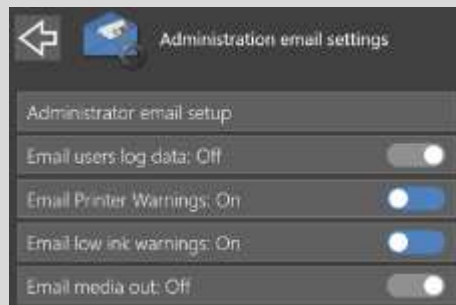 Administration email settings
Administrator email setup
Email users log data: Off
Email Printer Warnings: On
Email low ink warnings: On
Email media out: Off